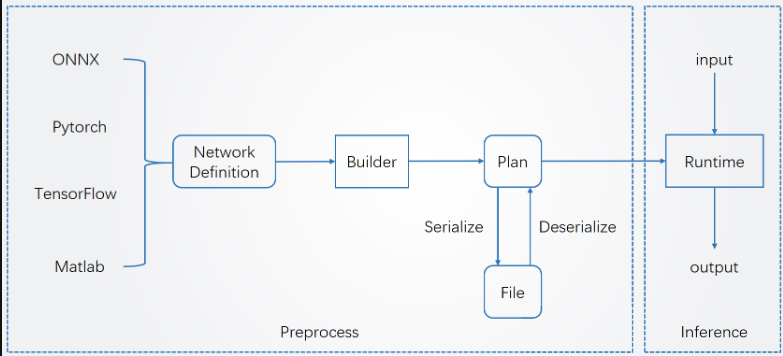 ONNX
Pytorch
TensorFlow
Matlab
Network
Definition
Builder
Plan
Serialize
Deserialize
File
Preprocess
input
Runtime
output
Inference